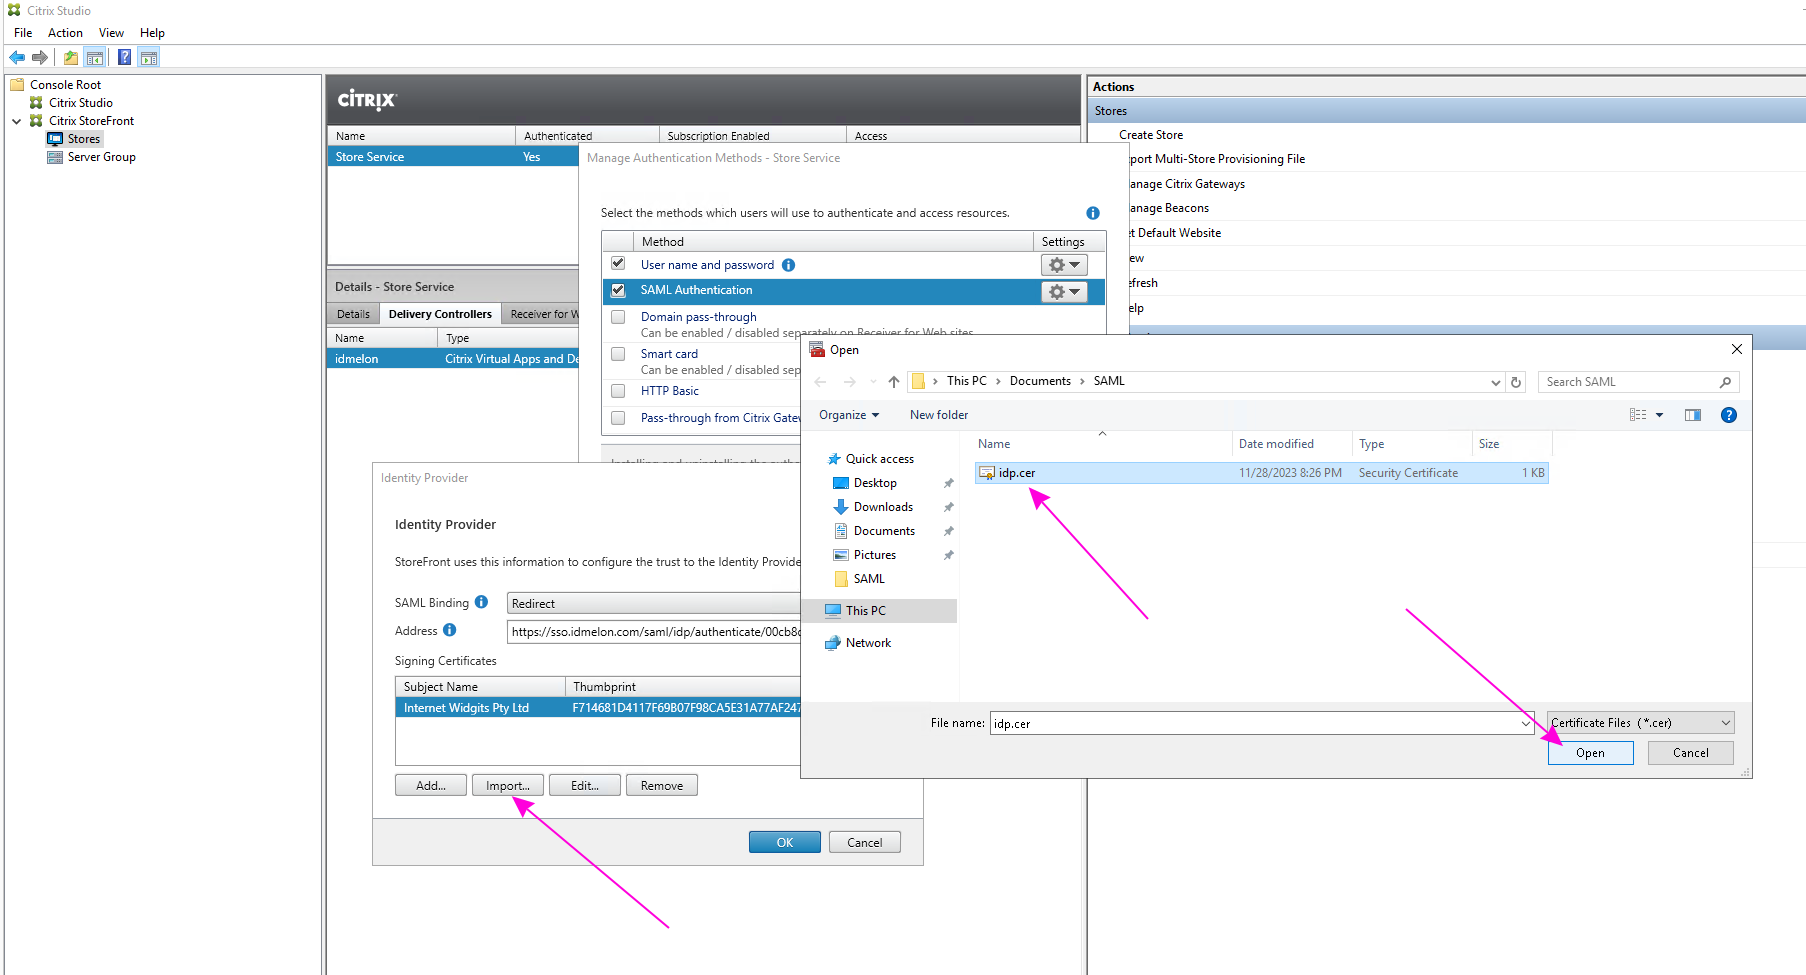 Citrix Studio
File Action View Help
Console Root
Citrix Studio
Citrix StoreFront
Stores
Server Group
CITRIX
Name Authenticated Subscription Enabled Access
Store Service Yes
Manage Authentication Methods - Store Service
Select the methods which users will use to authenticate and access resources.
Method Settings
User name and password
SAML Authentication
Domain pass-through
Can be enabled / disabled separately on Receiver for Web sites
Smart card
Can be enabled / disabled sep
HTTP Basic
Pass-through from Citrix Gatew
Installing and uninstalling the authe
Details - Store Service
Details Delivery Controllers Receiver for W
Name Type
idmelon Citrix Virtual Apps and De
Identity Provider
Identity Provider
StoreFront uses this information to configure the trust to the Identity Provide
SAML Binding Redirect
Address https://sso.idmelon.com/saml/idp/authenticate/00cb8c
Signing Certificates
Subject Name Thumbprint
Internet Widgits Pty Ltd F714681D4117F69B07F98CA5E31A77AF247
Add... Import... Edit... Remove
OK Cancel
Actions
Stores
Create Store
xport Multi-Store Provisioning File
anage Citrix Gateways
anage Beacons
et Default Website
ew
efresh
elp
Open
This PC Documents SAML
Search SAML
Organize New folder
Name Date modified Type Size
idp.cer 11/28/2023 8:26 PM Security Certificate 1 KB
Quick access
Desktop
Downloads
Documents
Pictures
SAML
This PC
Network
File name: idp.cer Certificate Files (*.cer)
Open Cancel